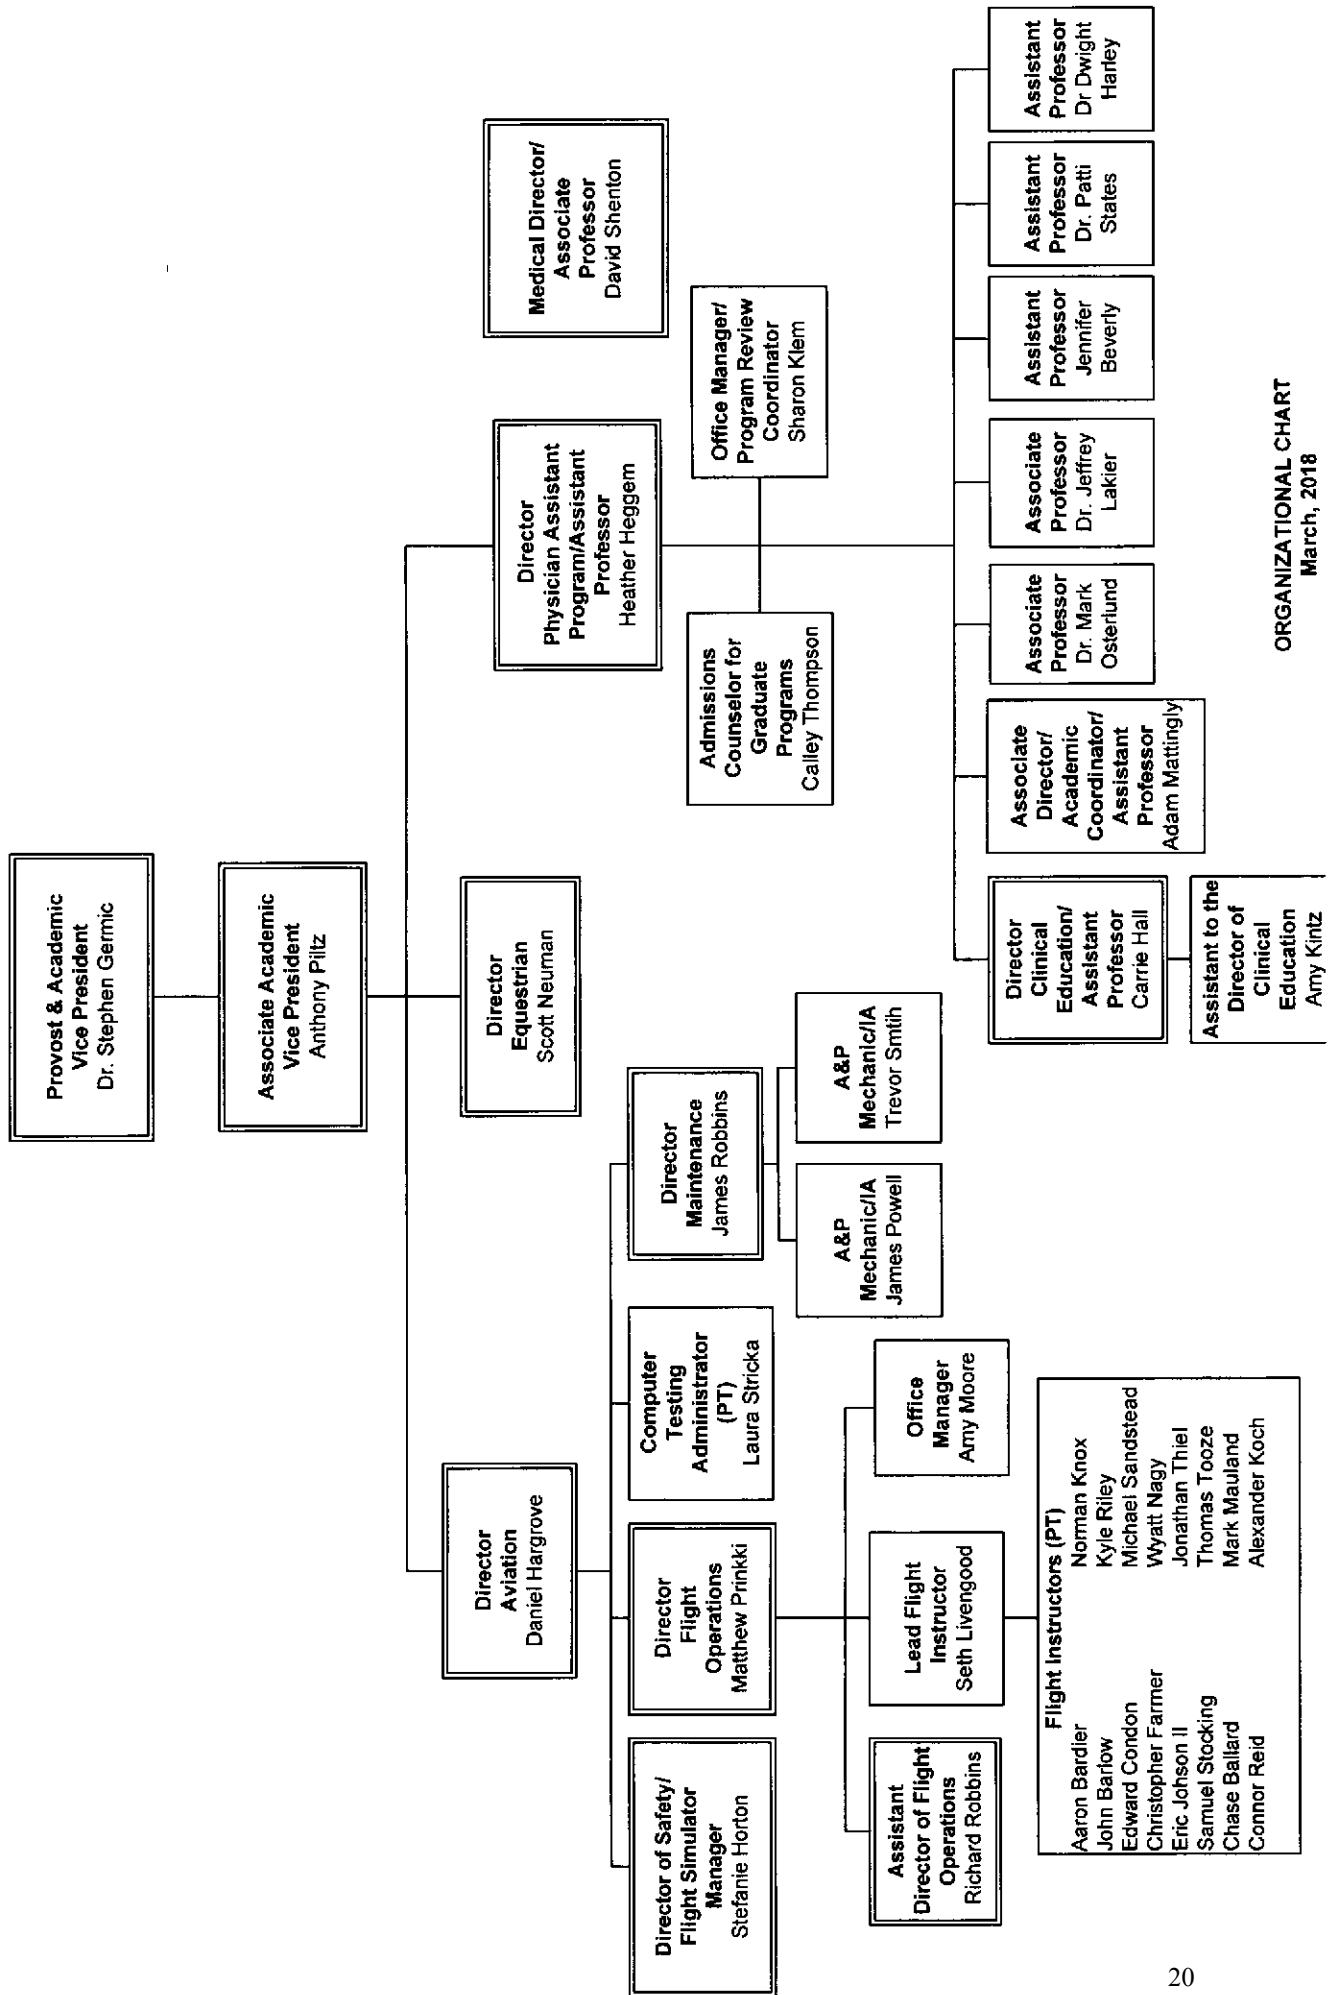 Provost & Academic
Vice President
Dr. Stephen Germic
Associate Academic
Vice President
Anthony Piltz
Director
Aviation
Daniel Hargrove
Director
Equestrian
Scott Neuman
Director
Physician Assistant
Program/Assistant
Professor
Heather Heggem
Medical Director/
Associate
Professor
David Shenton
Director of Safety/
Flight Simulator
Manager
Stefanie Horton
Director
Flight
Operations
Matthew Prinkki
Computer
Testing
Administrator
(PT)
Laura Stricka
Director
Maintenance
James Robbins
Admissions
Counselor for
Graduate
Programs
Calley Thompson
Office Manager/
Program Review
Coordinator
Sharon Klem
A&P
Mechanic/IA
James Powell
A&P
Mechanic/IA
Trevor Smtih
Assistant
Director of Flight
Operations
Richard Robbins
Lead Flight
Instructor
Seth Livengood
Office
Manager
Amy Moore
Flight Instructors (PT)
Aaron Bardier Norman Knox
John Barlow Kyle Riley
Edward Condon Michael Sandstead
Christopher Farmer Wyatt Nagy
Eric Johson II Jonathan Thiel
Samuel Stocking Thomas Tooze
Chase Ballard Mark Mauland
Connor Reid Alexander Koch
Director
Clinical
Education/
Assistant
Professor
Carrie Hall
Associate
Director/
Academic
Coordinator/
Assistant
Professor
Adam Mattingly
Associate
Professor
Dr. Mark
Osterlund
Associate
Professor
Dr. Jeffrey
Lakier
Assistant
Professor
Jennifer
Beverly
Assistant
Professor
Dr. Patti
States
Assistant
Professor
Dr Dwight
Harley
Assistant to the
Director of
Clinical
Education
Amy Kintz
ORGANIZATIONAL CHART
March, 2018
20